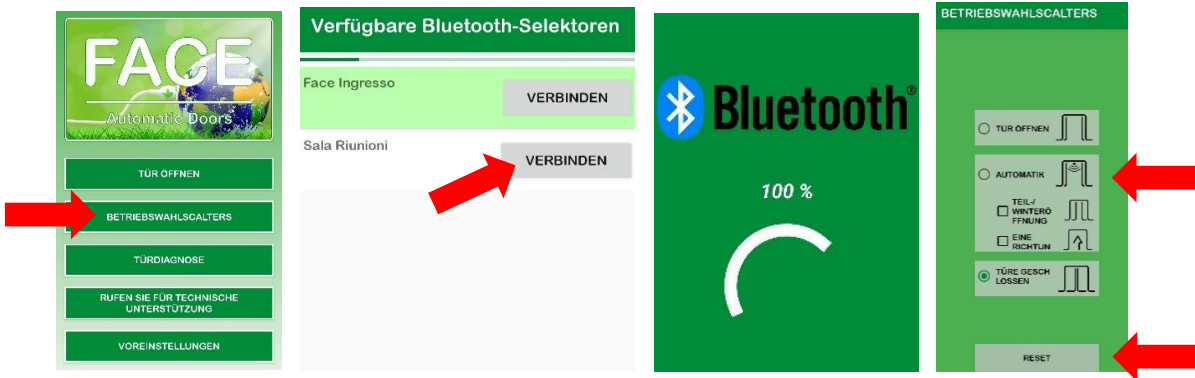 FACE
Automatic Doors
TÜR ÖFFNEN
BETRIEBSWAHLSCALTERS
TÜRDIAGNOSE
RUFEN SIE FÜR TECHNISCHE
UNTERSTÜTZUNG
VOREINSTELLUNGEN
Verfügbare Bluetooth-Selektoren
Face Ingresso
VERBINDEN
Sala Riunioni
VERBINDEN
Bluetooth®
100 %
BETRIEBSWAHLSCALTERS
TUR ÖFFNEN
AUTOMATIK
TEIL-/
WINTERÖ
FFNUNG
EINE
RICHTUN
TÜRE GESCH
LOSSEN
RESET